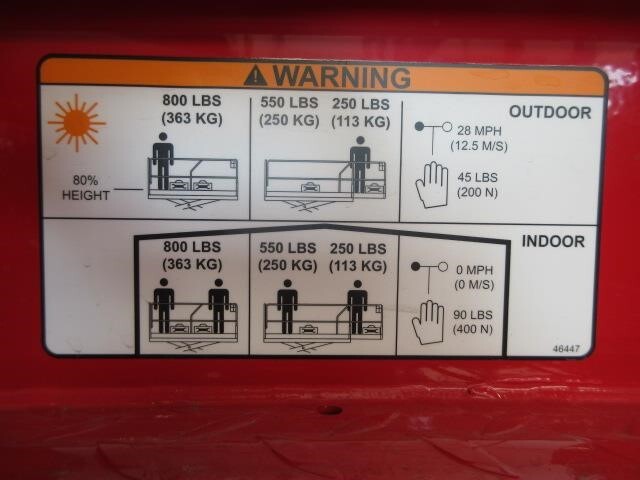 WARNING
800 LBS
(363 KG)
550 LBS
(250 KG)
250 LBS
(113 KG)
OUTDOOR
28 MPH
(12.5 M/S)
80%
HEIGHT
45 LBS
(200 N)
INDOOR
800 LBS
(363 KG)
550 LBS
(250 KG)
250 LBS
(113 KG)
0 MPH
(0 M/S)
90 LBS
(400 N)
46447